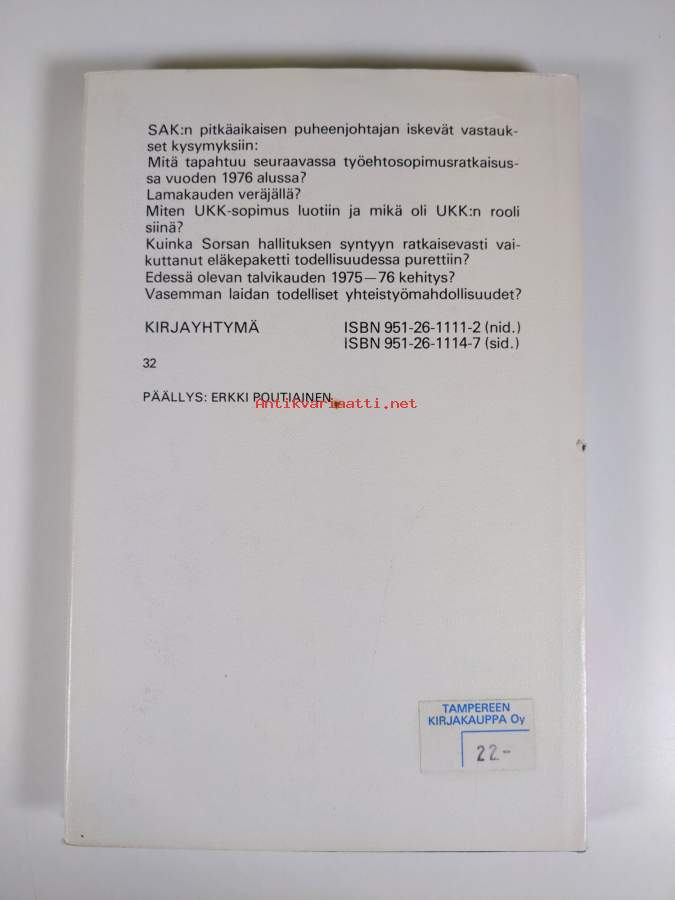 SAK:n pitkäaikaisen puheenjohtajan iskevät vastauk-
set kysymyksiin:
Mitä tapahtuu seuraavassa työehtosopimusratkaisus-
sa vuoden 1976 alussa?
Lamakauden veräjällä?
Miten UKK-sopimus luotiin ja mikä oli UKK:n rooli
siinä?
Kuinka Sorsan hallituksen syntyyn ratkaisevasti vai-
kuttanut eläkepaketti todellisuudessa purettiin?
Edessä olevan talvikauden 1975—76 kehitys?
Vasemman laidan todelliset yhteistyömahdollisuudet?
KIRJAYHTYMÄ ISBN 951-26-1111-2 (nid.)
ISBN 951-26-1114-7 (sid.)
32
PÄÄLLYS: ERKKI POUTIAINEN
Antikvariaatti.net
TAMPEREEN
KIRJAKAUPPA Oy
22-